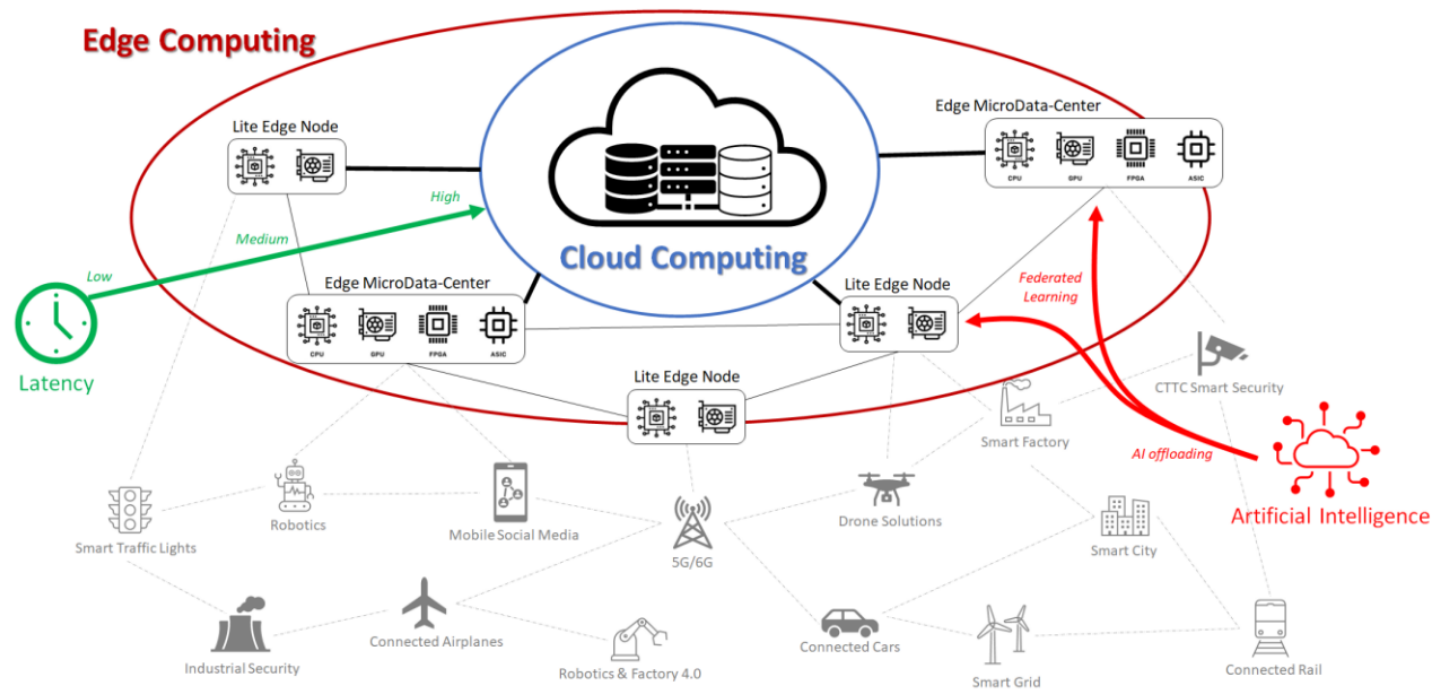 Edge Computing
Edge MicroData-Center
CPU
GPU
FPGA
ASIC
Lite Edge Node
High
Medium
Low
Latency
Cloud Computing
Edge MicroData-Center
CPU
GPU
FPGA
ASIC
Lite Edge Node
Federated
Learning
Lite Edge Node
CTTC Smart Security
Smart Factory
AI offloading
Artificial Intelligence
Smart Traffic Lights
Robotics
Mobile Social Media
5G/6G
Drone Solutions
Smart City
Industrial Security
Connected Airplanes
Robotics & Factory 4.0
Connected Cars
Smart Grid
Connected Rail